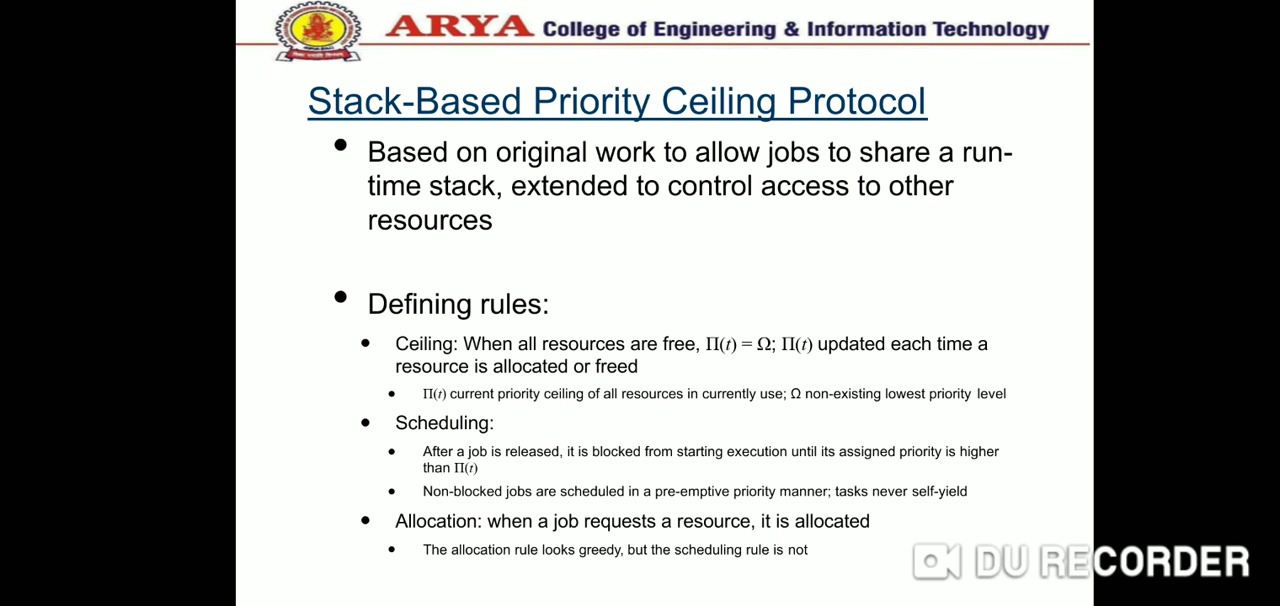 ARYA College of Engineering & Information Technology
Stack-Based Priority Ceiling Protocol
• Based on original work to allow jobs to share a run-
time stack, extended to control access to other
resources
• Defining rules:
• Ceiling: When all resources are free, Π(t) = Ω; Π(t) updated each time a
resource is allocated or freed
• Π(t) current priority ceiling of all resources in currently use; Ω non-existing lowest priority level
• Scheduling:
• After a job is released, it is blocked from starting execution until its assigned priority is higher
than Π(t)
• Non-blocked jobs are scheduled in a pre-emptive priority manner; tasks never self-yield
• Allocation: when a job requests a resource, it is allocated
• The allocation rule looks greedy, but the scheduling rule is not
DU RECORDER